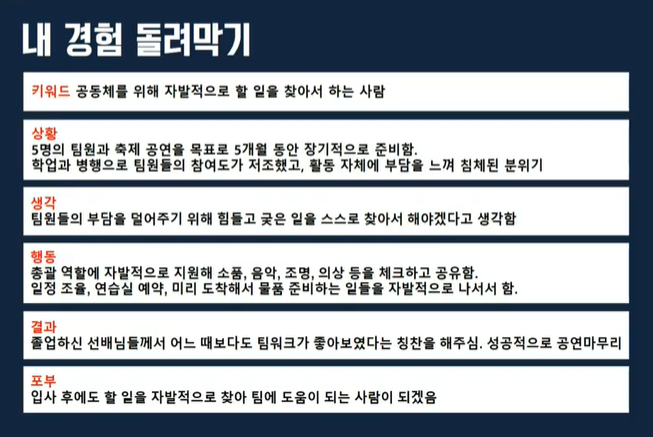 내 경험 돌려막기
키워드 공동체를 위해 자발적으로 할 일을 찾아서 하는 사람
상황
5명의 팀원과 축제 공연을 목표로 5개월 동안 장기적으로 준비함.
학업과 병행으로 팀원들의 참여도가 저조했고, 활동 자체에 부담을 느껴 침체된 분위기
생각
팀원들의 부담을 덜어주기 위해 힘들고 궂은 일을 스스로 찾아서 해야겠다고 생각함
행동
총괄 역할에 자발적으로 지원해 소품, 음악, 조명, 의상 등을 체크하고 공유함.
일정 조율, 연습실 예약, 미리 도착해서 물품 준비하는 일들을 자발적으로 나서서 함.
결과
졸업하신 선배님들께서 어느 때보다도 팀워크가 좋아보였다는 칭찬을 해주심. 성공적으로 공연마무리
포부
입사 후에도 할 일을 자발적으로 찾아 팀에 도움이 되는 사람이 되겠음